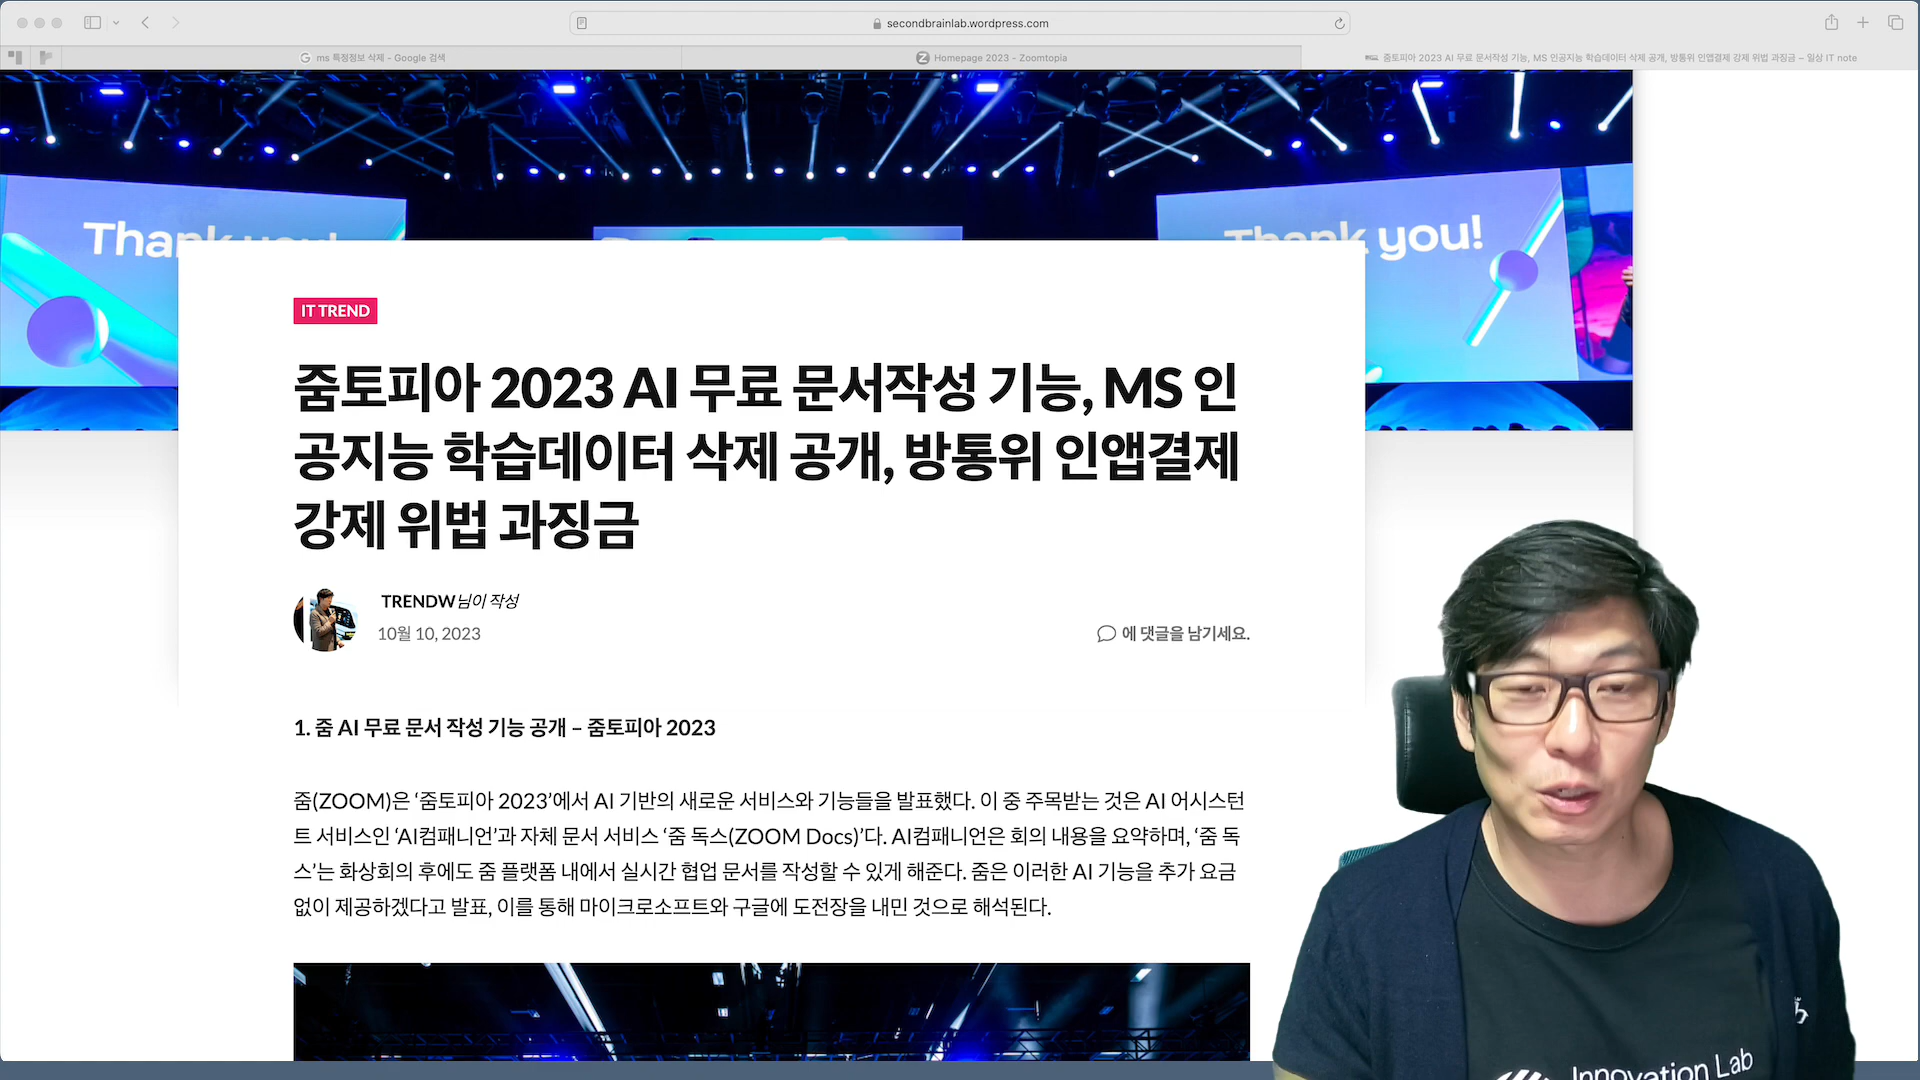 secondbrainlab.wordpress.com
ms 특정정보 삭제 - Google 검색
Homepage 2023 - Zoomtopia
줌토피아 2023 AI 무료 문서작성 기능, MS 인공지능 학습데이터 삭제 공개, 방통위 인앱결제 강제 위법 과징금 – 일상 IT note
Thank you!
Thank you!
IT TREND
줌토피아 2023 AI 무료 문서작성 기능, MS 인
공지능 학습데이터 삭제 공개, 방통위 인앱결제
강제 위법 과징금
TRENDW님이 작성
10월 10, 2023
에 댓글을 남기세요.
1. 줌 AI 무료 문서 작성 기능 공개 – 줌토피아 2023
줌(ZOOM)은 ‘줌토피아 2023’에서 AI 기반의 새로운 서비스와 기능들을 발표했다. 이 중 주목받는 것은 AI 어시스턴
트 서비스인 ‘AI컴패니언’과 자체 문서 서비스 ‘줌 독스(ZOOM Docs)’다. AI컴패니언은 회의 내용을 요약하며, ‘줌 독
스’는 화상회의 후에도 줌 플랫폼 내에서 실시간 협업 문서를 작성할 수 있게 해준다. 줌은 이러한 AI 기능을 추가 요금
없이 제공하겠다고 발표, 이를 통해 마이크로소프트와 구글에 도전장을 내민 것으로 해석된다.
Innovation Lab